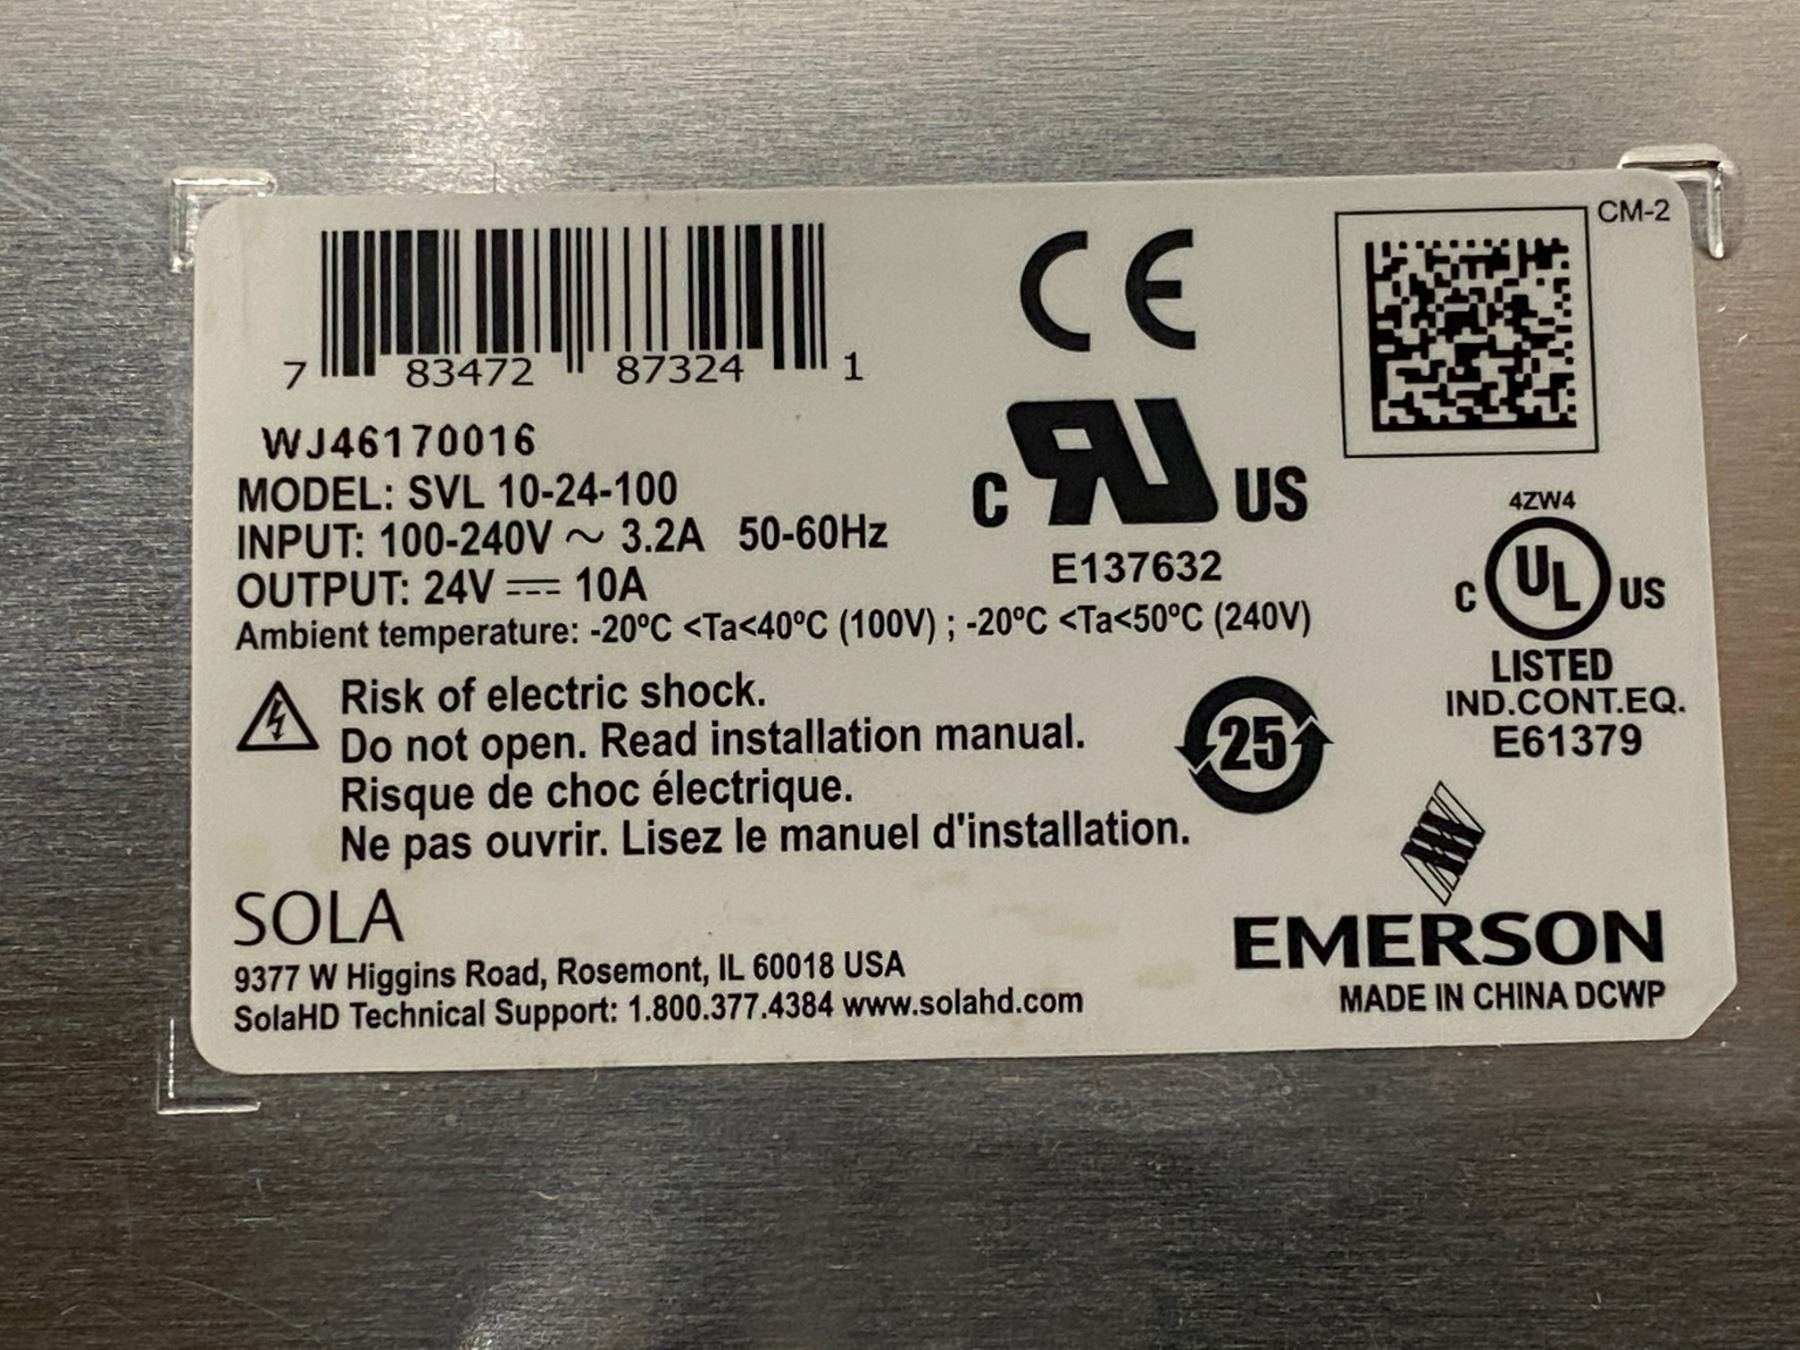 CM-2
7 83472 87324 1
CE
WJ46170016
MODEL: SVL 10-24-100
INPUT: 100-240V ~ 3.2A 50-60Hz
OUTPUT: 24V ⎓ 10A
Ambient temperature: -20ºC <Ta<40ºC (100V) ; -20ºC <Ta<50ºC (240V)
C RU US
E137632
4ZW4
C UL US
LISTED
IND.CONT.EQ.
E61379
Risk of electric shock.
Do not open. Read installation manual.
Risque de choc électrique.
Ne pas ouvrir. Lisez le manuel d'installation.
25
SOLA
9377 W Higgins Road, Rosemont, IL 60018 USA
SolaHD Technical Support: 1.800.377.4384 www.solahd.com
EMERSON
MADE IN CHINA DCWP